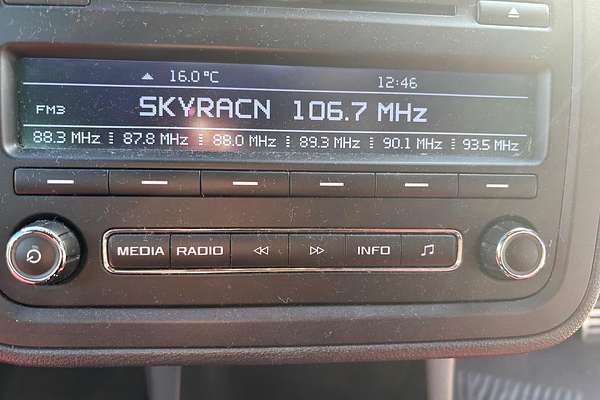 16.0 °C 12:46
FM3 SKYRACN 106.7 MHz
88.3 MHz 87.8 MHz 88.0 MHz 89.3 MHz 90.1 MHz 93.5 MHz
MEDIA RADIO INFO